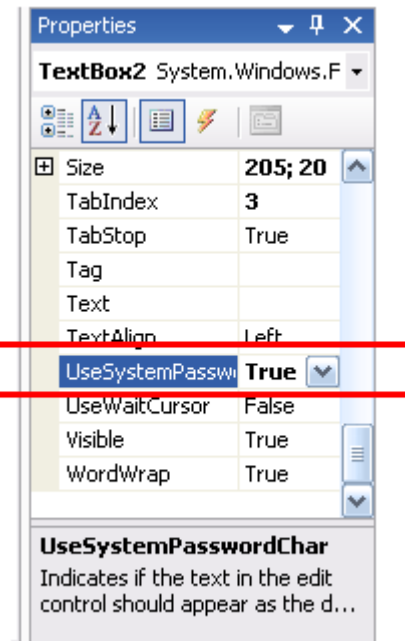 Properties
TextBox2 System.Windows.F
Size 205; 20
TabIndex 3
TabStop True
Tag
Text
TextAlign Left
UseSystemPassw True
UseWaitCursor False
Visible True
WordWrap True
UseSystemPasswordChar
Indicates if the text in the edit
control should appear as the d...